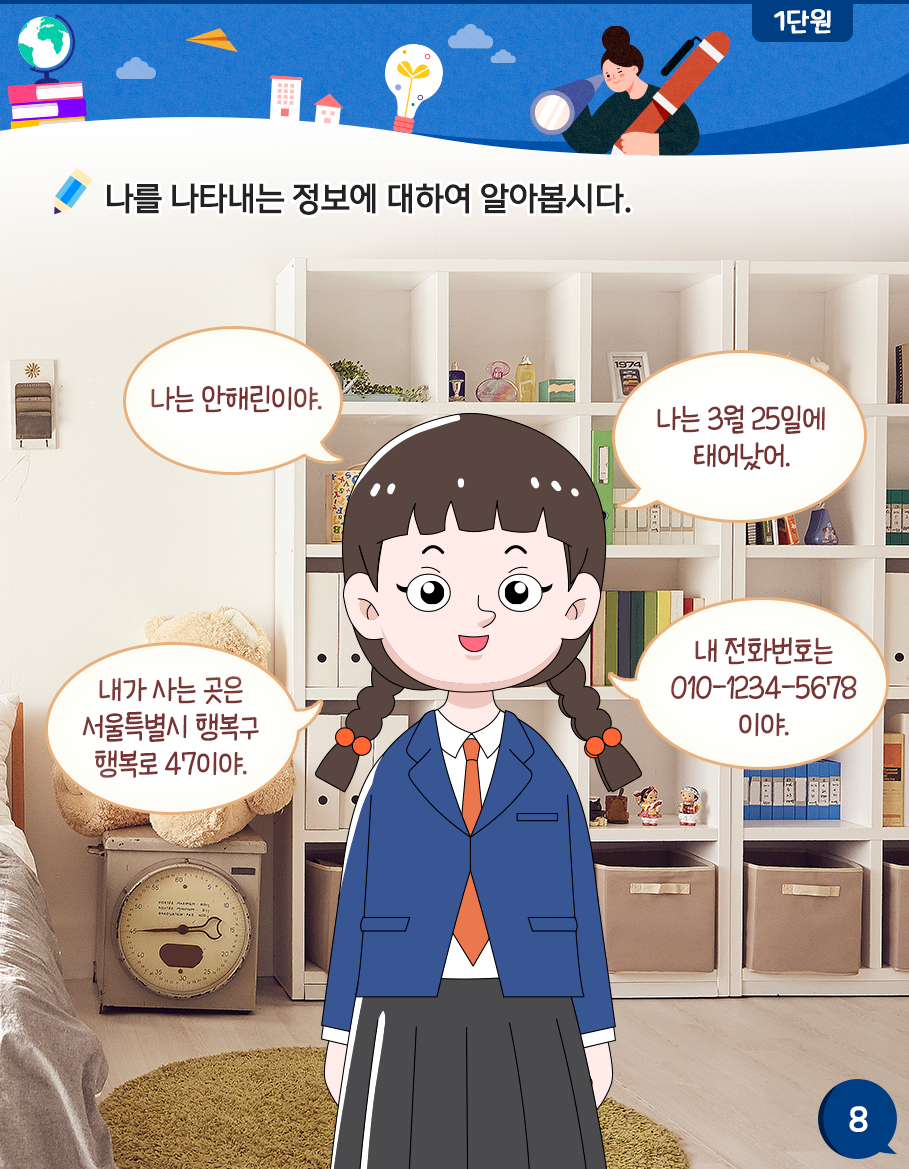 1단원
나를 나타내는 정보에 대하여 알아봅시다.
나는 안해린이야.
나는 3월 25일에
태어났어.
1974
내가 사는 곳은
서울특별시 행복구
행복로 47이야.
내 전화번호는
010-1234-5678
이야.
8